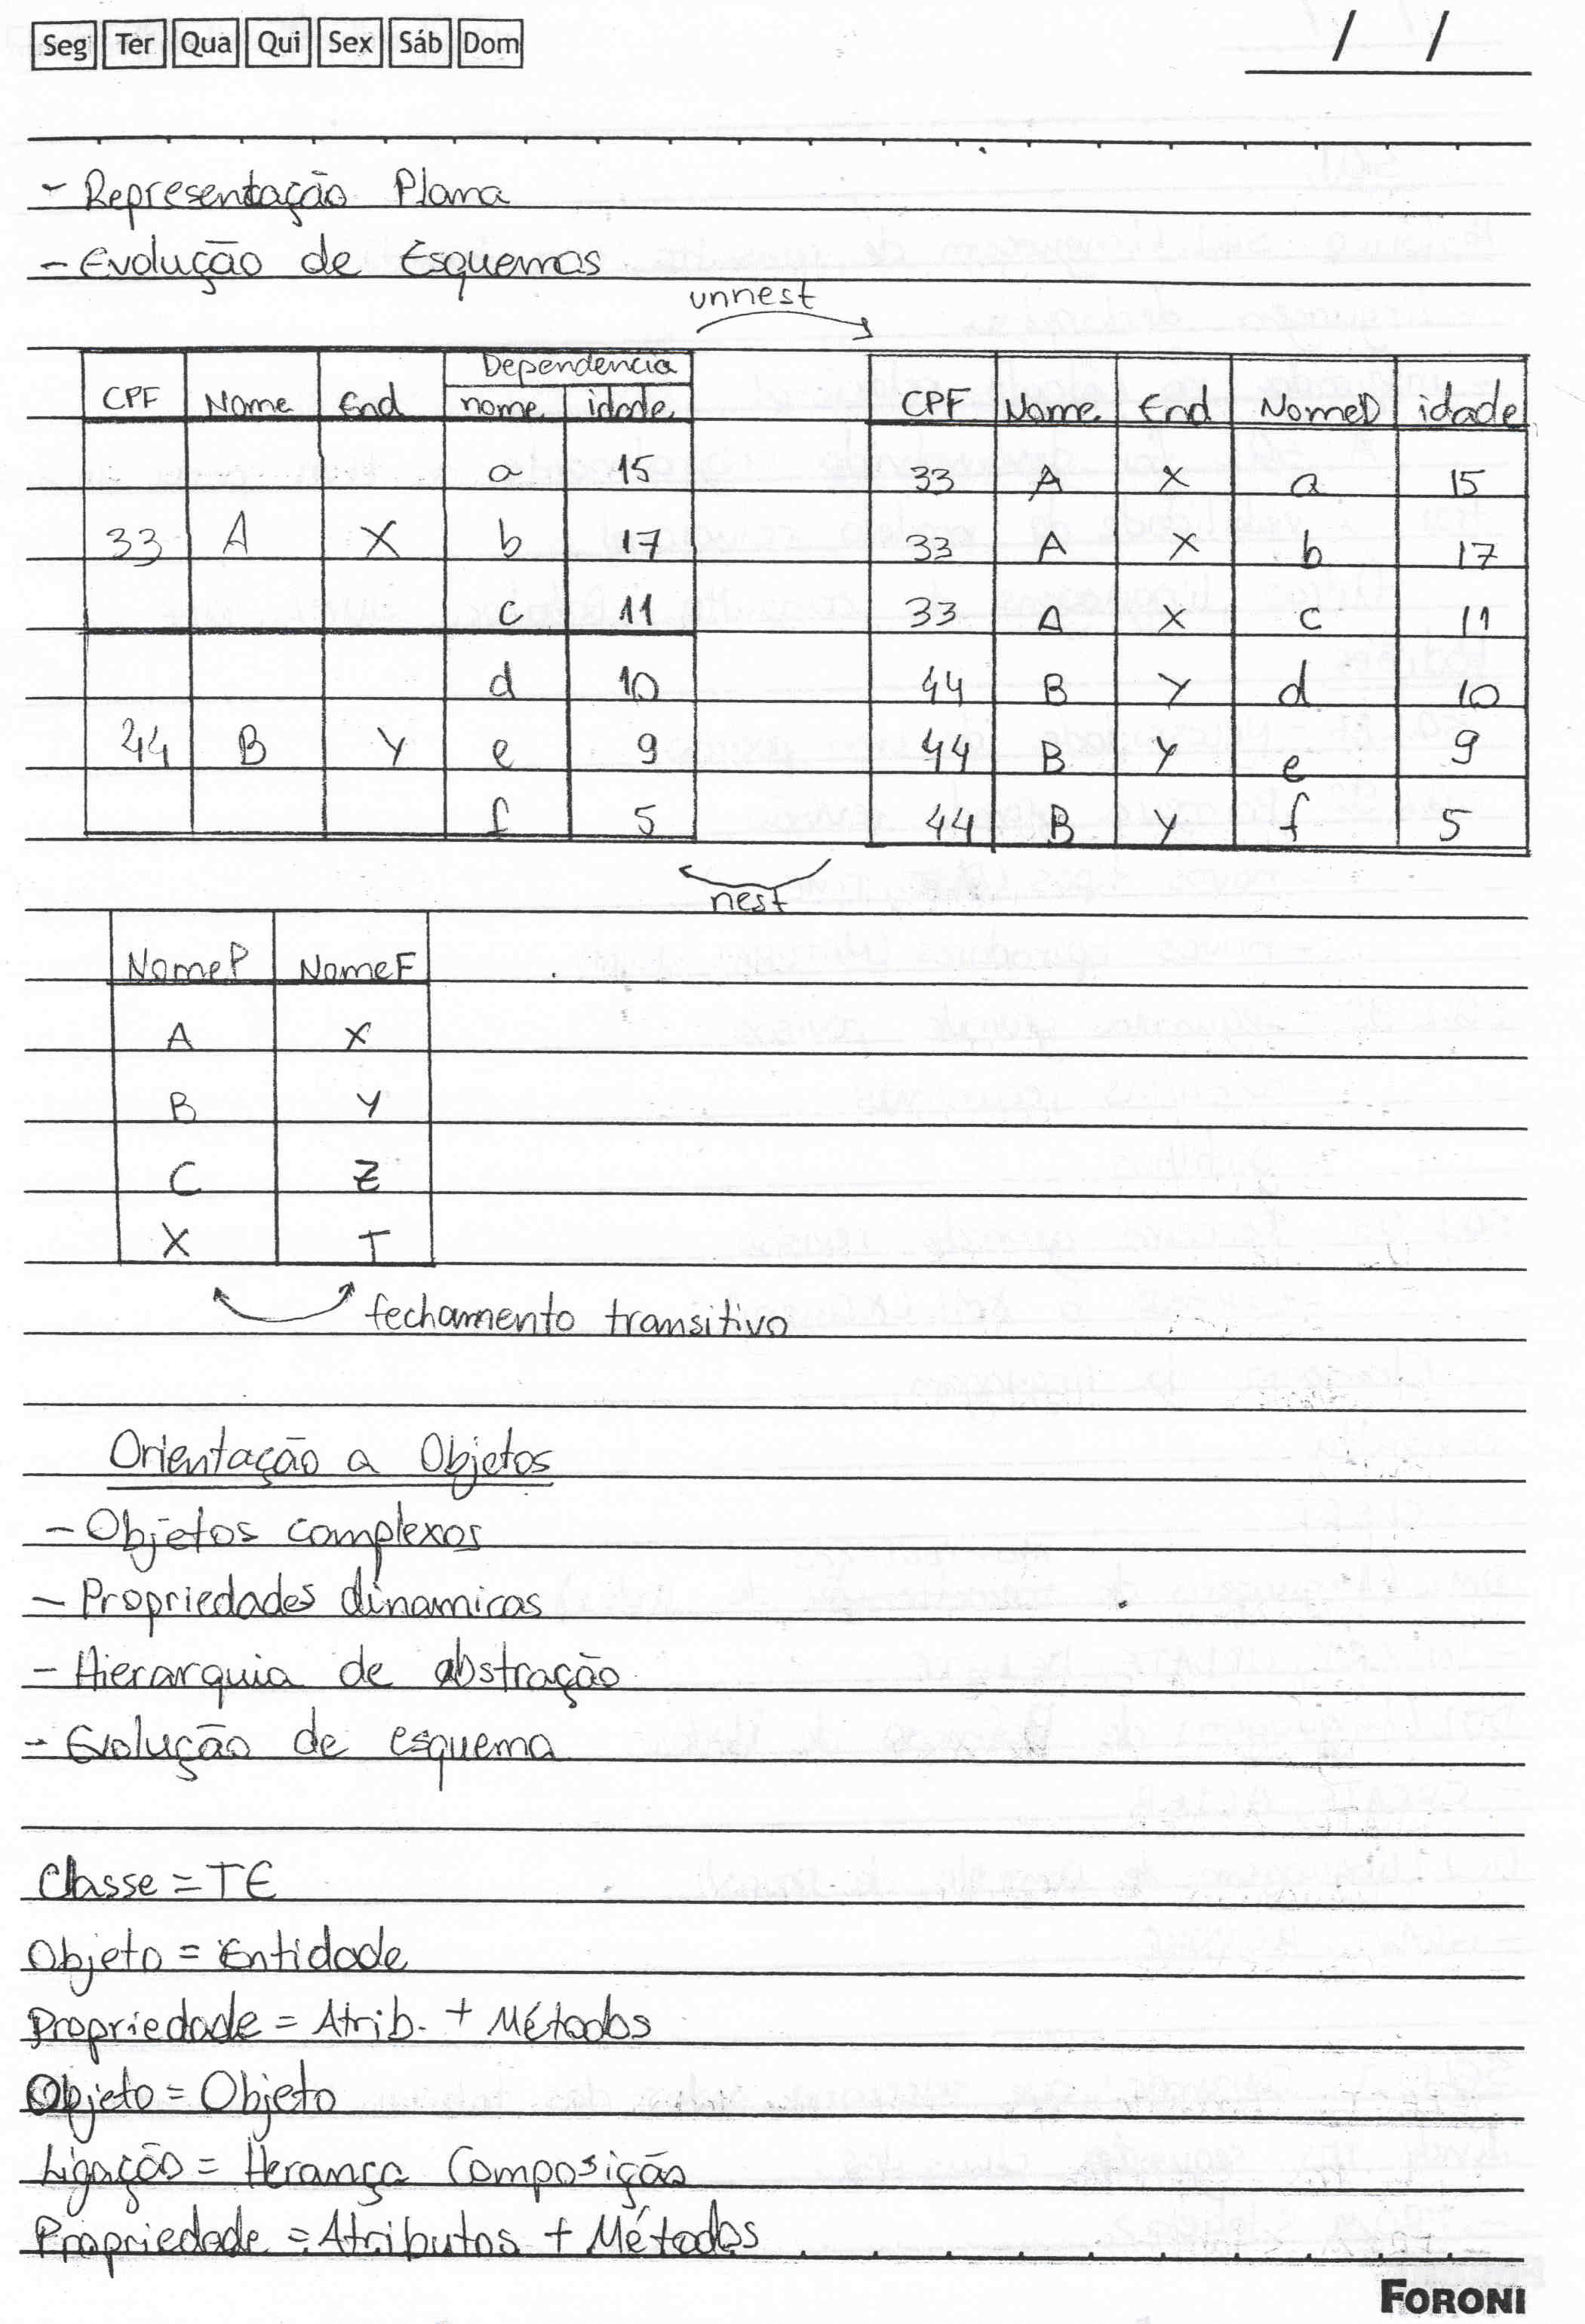 Seg Ter Qua Qui Sex Sáb Dom / /
- Representação Plana
- Evolução de Esquemas
unnest
Dependencia
CPF Nome End nome idade
a 15
33 A X b 17
c 11
d 10
44 B Y e 9
f 5
CPF Nome End NomeD idade
33 A X a 15
33 A X b 17
33 A X c 11
44 B Y d 10
44 B Y e 9
44 B Y f 5
nest
NomeP NomeF
A X
B Y
C Z
X T
fechamento transitivo
Orientação a Objetos
- Objetos complexos
- Propriedades dinamicas
- Hierarquia de abstração
- Evolução de esquema
Classe = TE
Objeto = Entidade
Propriedade = Atrib. + Métodos
Objeto = Objeto
Ligação = Herança Composição
Propriedade = Atributos + Métodos
FORONI